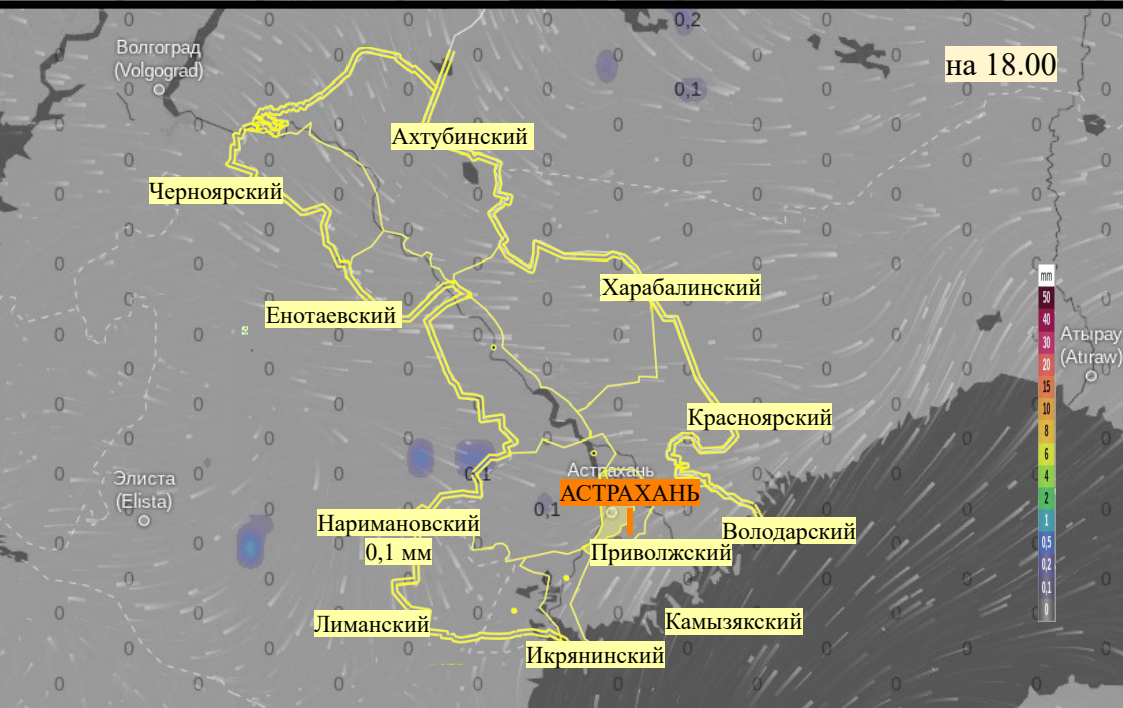 0,2
Волгоград
(Volgograd)
на 18.00
0,1
Ахтубинский
Черноярский
Харабалинский
Енотаевский
mm
50
40
30
20
15
10
8
6
4
2
1
0,5
0,2
0,1
0
Атырау
(Atıraw)
Красноярский
Элиста
(Elista)
Астрахань
АСТРАХАНЬ
0,1
0,1
Наримановский
0,1 мм
Володарский
Приволжский
Лиманский
Камызякский
Икрянинский